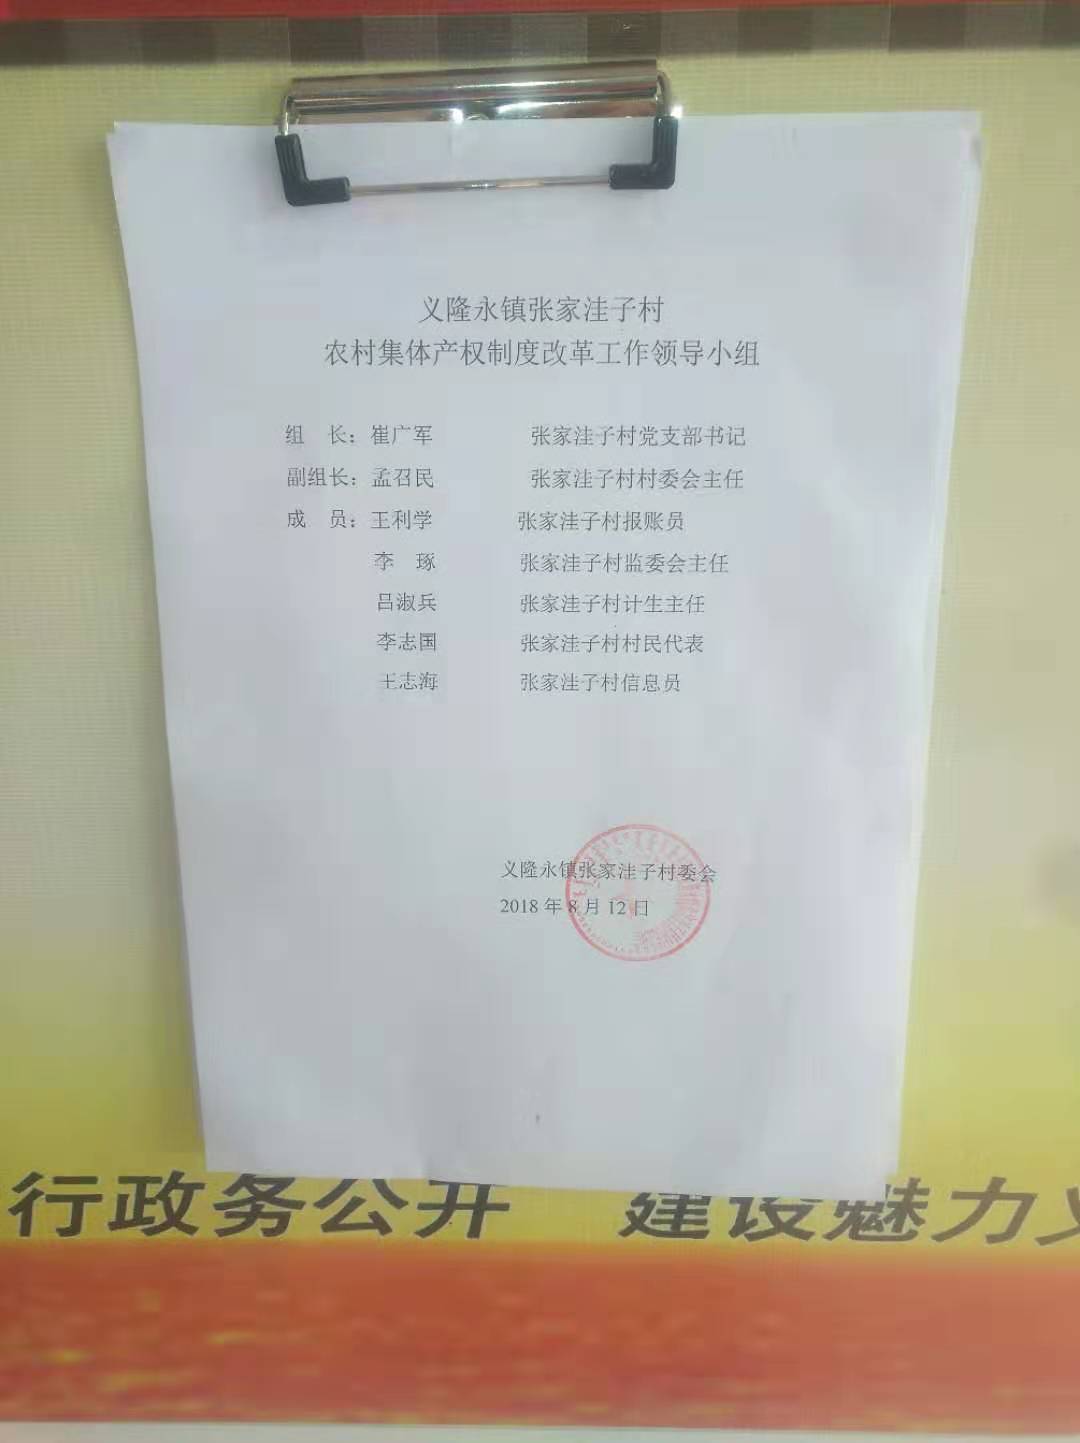 义隆永镇张家洼子村
农村集体产权制度改革工作领导小组
组　长：崔广军　张家洼子村党支部书记
副组长：孟召民　张家洼子村村委会主任
成　员：王利学　张家洼子村报账员
李　琢　张家洼子村监委会主任
吕淑兵　张家洼子村计生主任
李志国　张家洼子村村民代表
王志海　张家洼子村信息员
义隆永镇张家洼子村委会
2018 年 8 月 12 日
行政务公开　建设魅力义